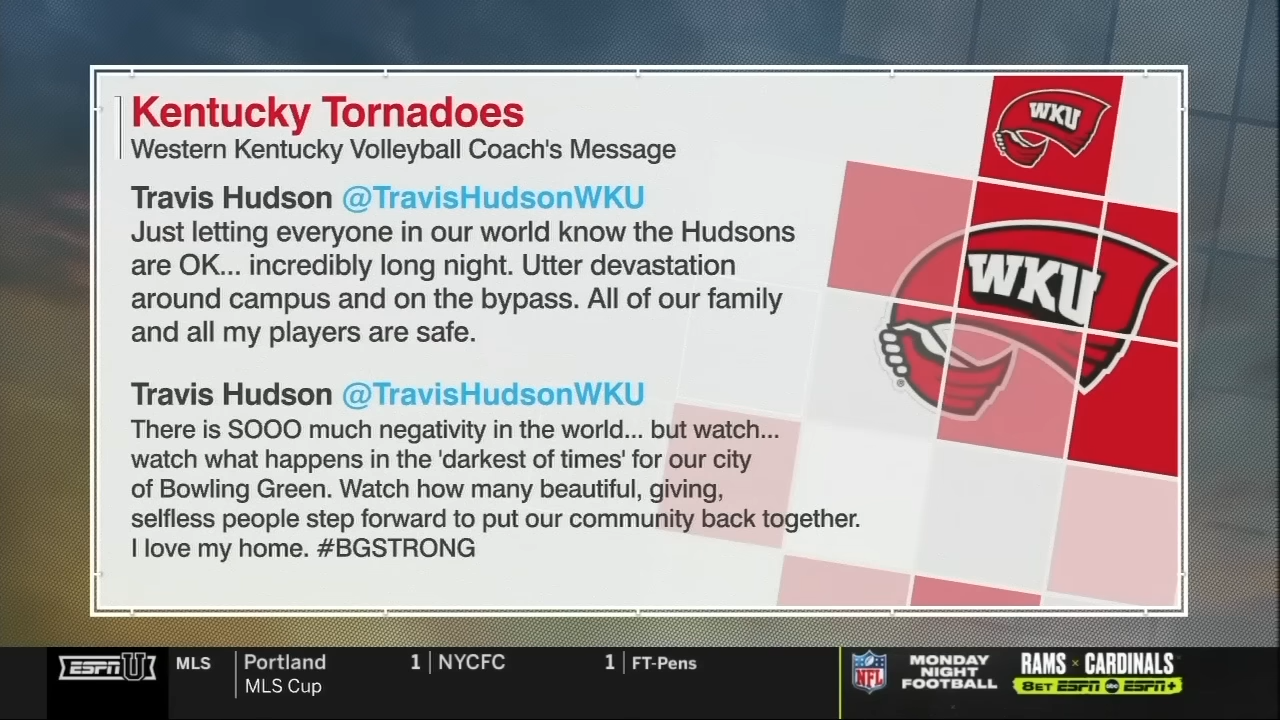 Kentucky Tornadoes
Western Kentucky Volleyball Coach's Message
WKU
Travis Hudson @TravisHudsonWKU
Just letting everyone in our world know the Hudsons
are OK... incredibly long night. Utter devastation
around campus and on the bypass. All of our family
and all my players are safe.
WKU
®
Travis Hudson @TravisHudsonWKU
There is SOOO much negativity in the world... but watch...
watch what happens in the 'darkest of times' for our city
of Bowling Green. Watch how many beautiful, giving,
selfless people step forward to put our community back together.
I love my home. #BGSTRONG
ESPNU MLS Portland 1 NYCFC 1 FT-Pens
MLS Cup
NFL
MONDAY
NIGHT
FOOTBALL
RAMS × CARDINALS
8ET ESPN abc ESPN+